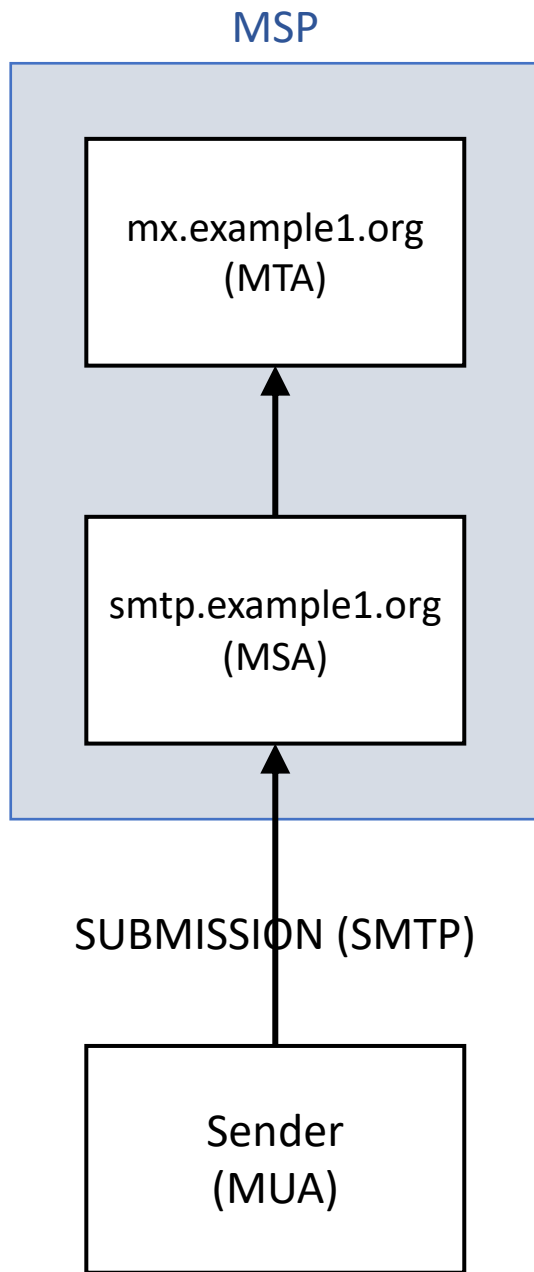 MSP
mx.example1.org
(MTA)
smtp.example1.org
(MSA)
SUBMISSION (SMTP)
Sender
(MUA)